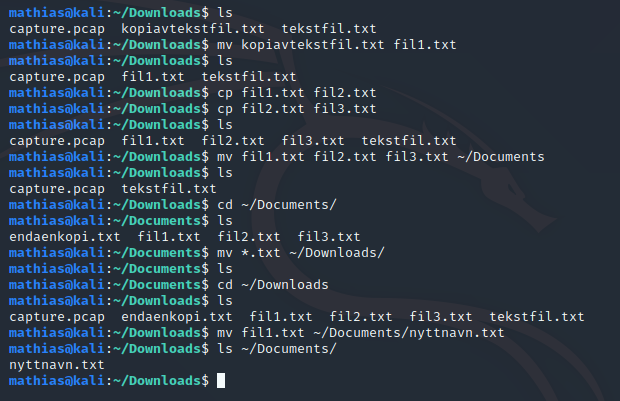 mathias@kali:~/Downloads$ ls
capture.pcap  kopiavtekstfil.txt  tekstfil.txt
mathias@kali:~/Downloads$ mv kopiavtekstfil.txt fil1.txt
mathias@kali:~/Downloads$ ls
capture.pcap  fil1.txt  tekstfil.txt
mathias@kali:~/Downloads$ cp fil1.txt fil2.txt
mathias@kali:~/Downloads$ cp fil2.txt fil3.txt
mathias@kali:~/Downloads$ ls
capture.pcap  fil1.txt  fil2.txt  fil3.txt  tekstfil.txt
mathias@kali:~/Downloads$ mv fil1.txt fil2.txt fil3.txt ~/Documents
mathias@kali:~/Downloads$ ls
capture.pcap  tekstfil.txt
mathias@kali:~/Downloads$ cd ~/Documents/
mathias@kali:~/Documents$ ls
endaenkopi.txt  fil1.txt  fil2.txt  fil3.txt
mathias@kali:~/Documents$ mv *.txt ~/Downloads/
mathias@kali:~/Documents$ ls
mathias@kali:~/Documents$ cd ~/Downloads
mathias@kali:~/Downloads$ ls
capture.pcap  endaenkopi.txt  fil1.txt  fil2.txt  fil3.txt  tekstfil.txt
mathias@kali:~/Downloads$ mv fil1.txt ~/Documents/nyttnavn.txt
mathias@kali:~/Downloads$ ls ~/Documents/
nyttnavn.txt
mathias@kali:~/Downloads$